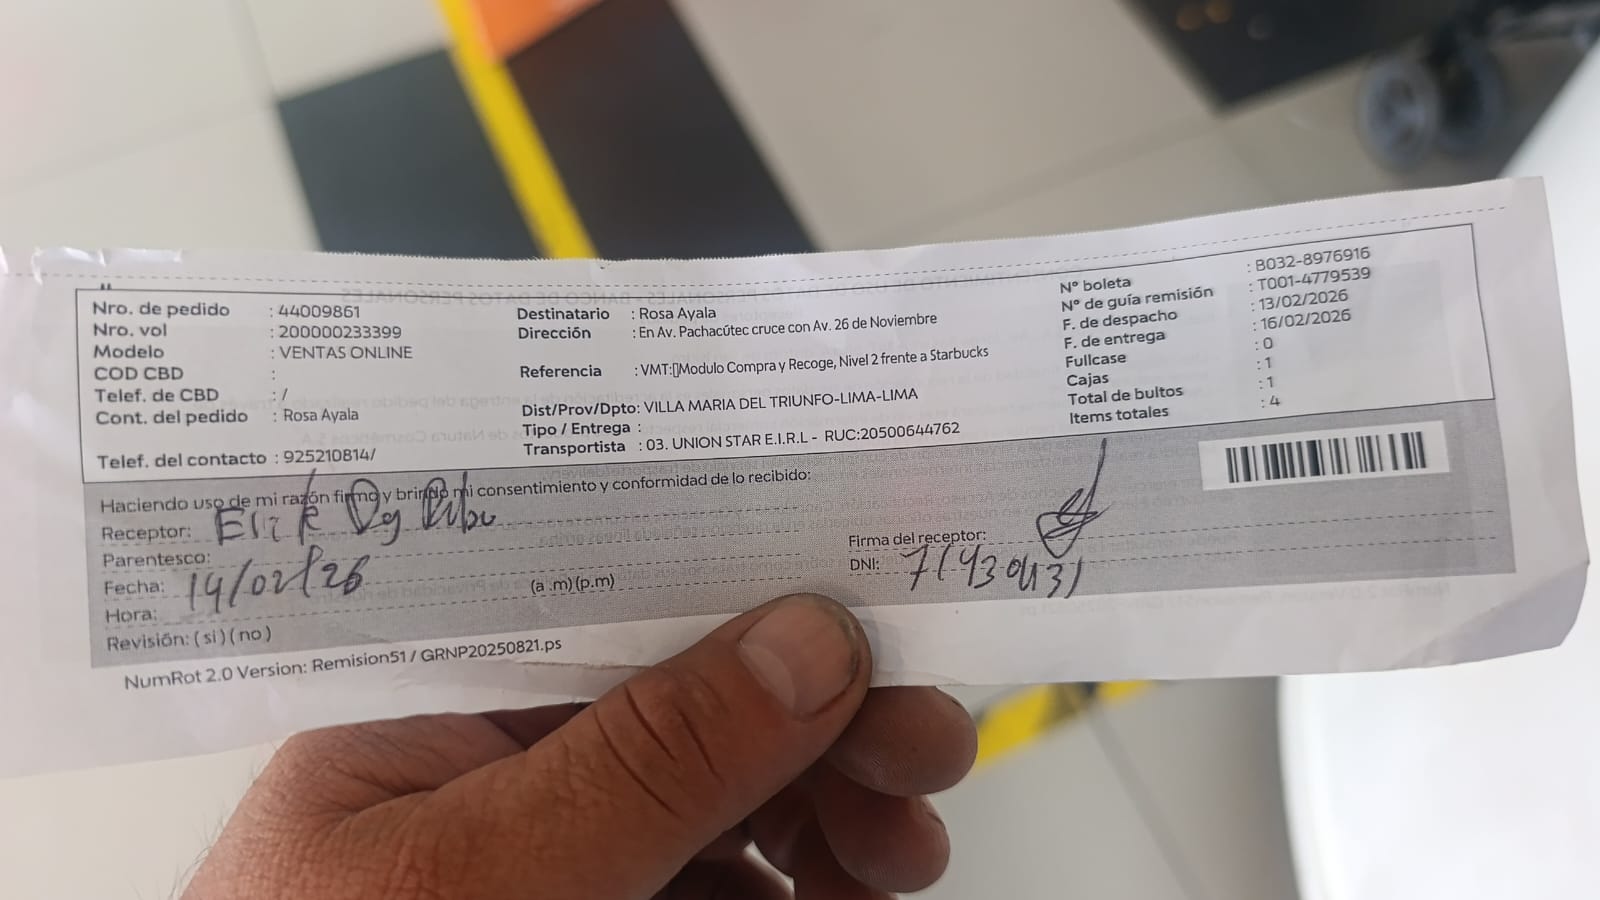 Nro. de pedido : 44009861
Nro. vol : 200000233399
Modelo : VENTAS ONLINE
COD CBD :
Telef. de CBD : /
Cont. del pedido : Rosa Ayala
Telef. del contacto : 925210814/
Destinatario : Rosa Ayala
Dirección : En Av. Pachacútec cruce con Av. 26 de Noviembre
Referencia : VMT:[]Modulo Compra y Recoge, Nivel 2 frente a Starbucks
Dist/Prov/Dpto: VILLA MARIA DEL TRIUNFO-LIMA-LIMA
Tipo / Entrega :
Transportista : 03. UNION STAR E.I.R.L - RUC:20500644762
N° boleta : B032-8976916
N° de guía remisión : T001-4779539
F. de despacho : 13/02/2026
F. de entrega : 16/02/2026
Fullcase : 0
Cajas : 1
Total de bultos : 1
Items totales : 4
Haciendo uso de mi razón firmo y brindo mi consentimiento y conformidad de lo recibido:
Receptor: Erik
Parentesco:
Fecha: 14/02/26
Hora: (a .m) (p.m)
Revisión: ( si ) ( no )
Firma del receptor:
DNI:
NumRot 2.0 Version: Remision51 / GRNP20250821.ps